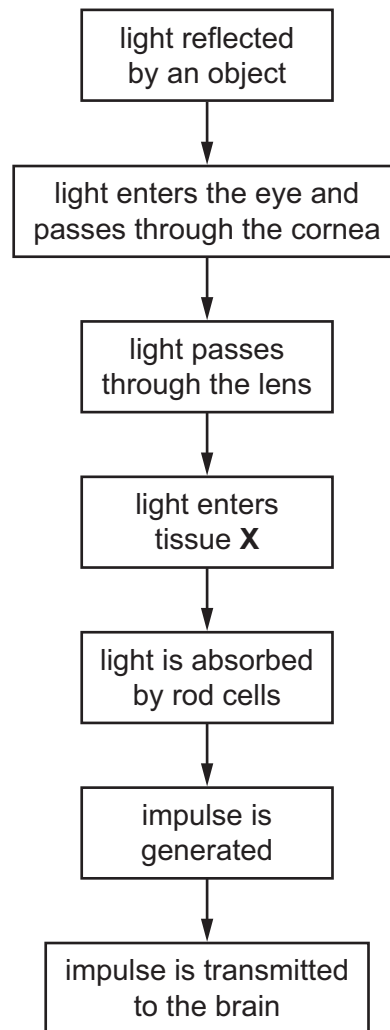 light reflected
by an object
light enters the eye and
passes through the cornea
light passes
through the lens
light enters
tissue X
light is absorbed
by rod cells
impulse is
generated
impulse is transmitted
to the brain